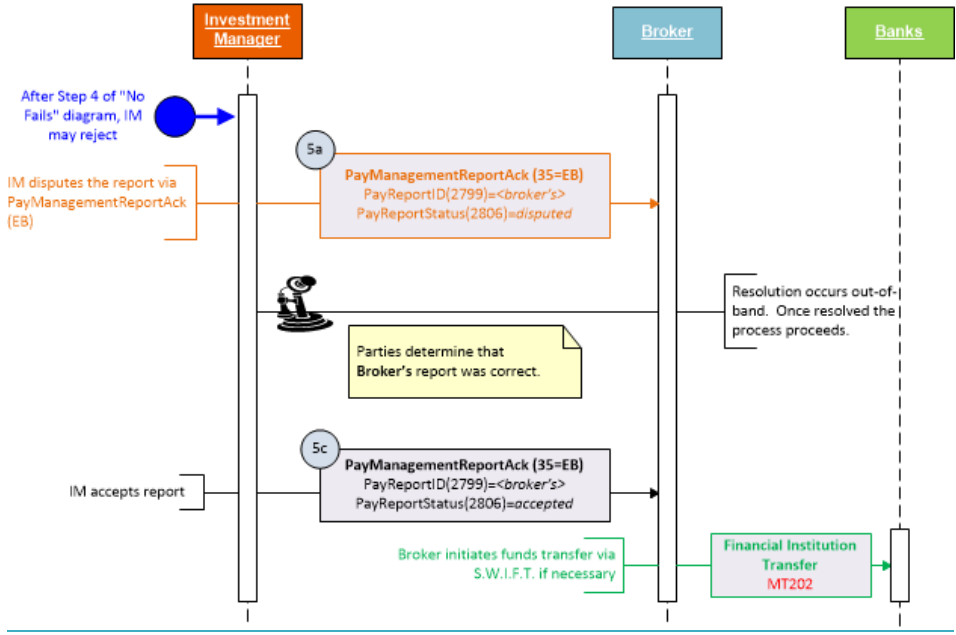 Investment
Manager
Broker
Banks
After Step 4 of "No
Fails" diagram, IM
may reject
5a
IM disputes the report via
PayManagementReportAck
(EB)
PayManagementReportAck (35=EB)
PayReportID(2799)=<broker's>
PayReportStatus(2806)=disputed
Resolution occurs out-of-
band. Once resolved the
process proceeds.
Parties determine that
Broker's report was correct.
5c
IM accepts report
PayManagementReportAck (35=EB)
PayReportID(2799)=<broker's>
PayReportStatus(2806)=accepted
Broker initiates funds transfer via
S.W.I.F.T. if necessary
Financial Institution
Transfer
MT202